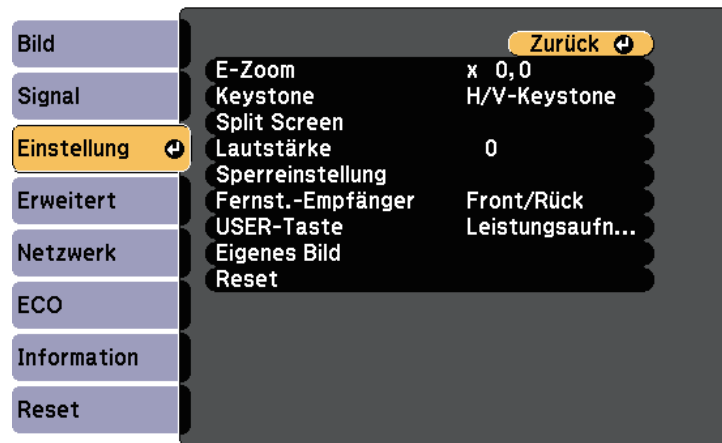 Bild
Signal
Einstellung
Erweitert
Netzwerk
ECO
Information
Reset
Zurück
E-Zoom x 0,0
Keystone H/V-Keystone
Split Screen
Lautstärke 0
Sperreinstellung
Fernst.-Empfänger Front/Rück
USER-Taste Leistungsaufn...
Eigenes Bild
Reset